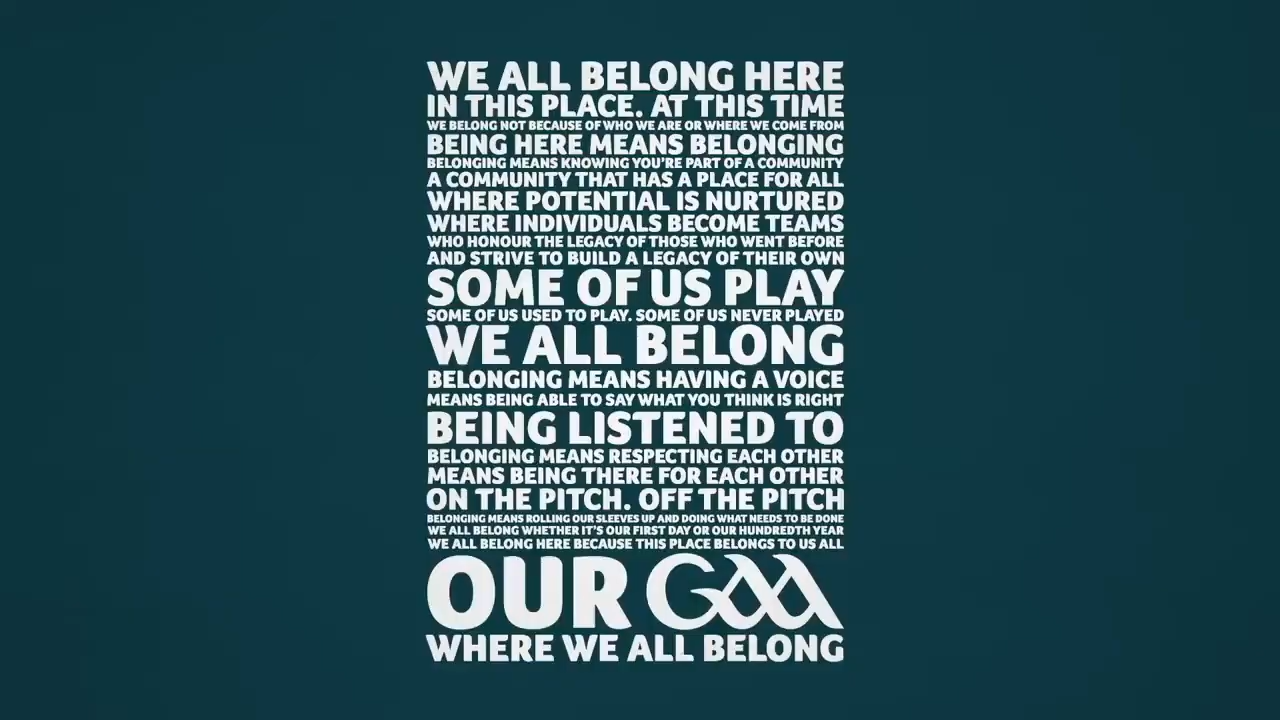 WE ALL BELONG HERE
IN THIS PLACE. AT THIS TIME
WE BELONG NOT BECAUSE OF WHO WE ARE OR WHERE WE COME FROM
BEING HERE MEANS BELONGING
BELONGING MEANS KNOWING YOU'RE PART OF A COMMUNITY
A COMMUNITY THAT HAS A PLACE FOR ALL
WHERE POTENTIAL IS NURTURED
WHERE INDIVIDUALS BECOME TEAMS
WHO HONOUR THE LEGACY OF THOSE WHO WENT BEFORE
AND STRIVE TO BUILD A LEGACY OF THEIR OWN
SOME OF US PLAY
SOME OF US USED TO PLAY. SOME OF US NEVER PLAYED
WE ALL BELONG
BELONGING MEANS HAVING A VOICE
MEANS BEING ABLE TO SAY WHAT YOU THINK IS RIGHT
BEING LISTENED TO
BELONGING MEANS RESPECTING EACH OTHER
MEANS BEING THERE FOR EACH OTHER
ON THE PITCH. OFF THE PITCH
BELONGING MEANS ROLLING OUR SLEEVES UP AND DOING WHAT NEEDS TO BE DONE
WE ALL BELONG WHETHER IT'S OUR FIRST DAY OR OUR HUNDREDTH YEAR
WE ALL BELONG HERE BECAUSE THIS PLACE BELONGS TO US ALL
OUR GAA
WHERE WE ALL BELONG